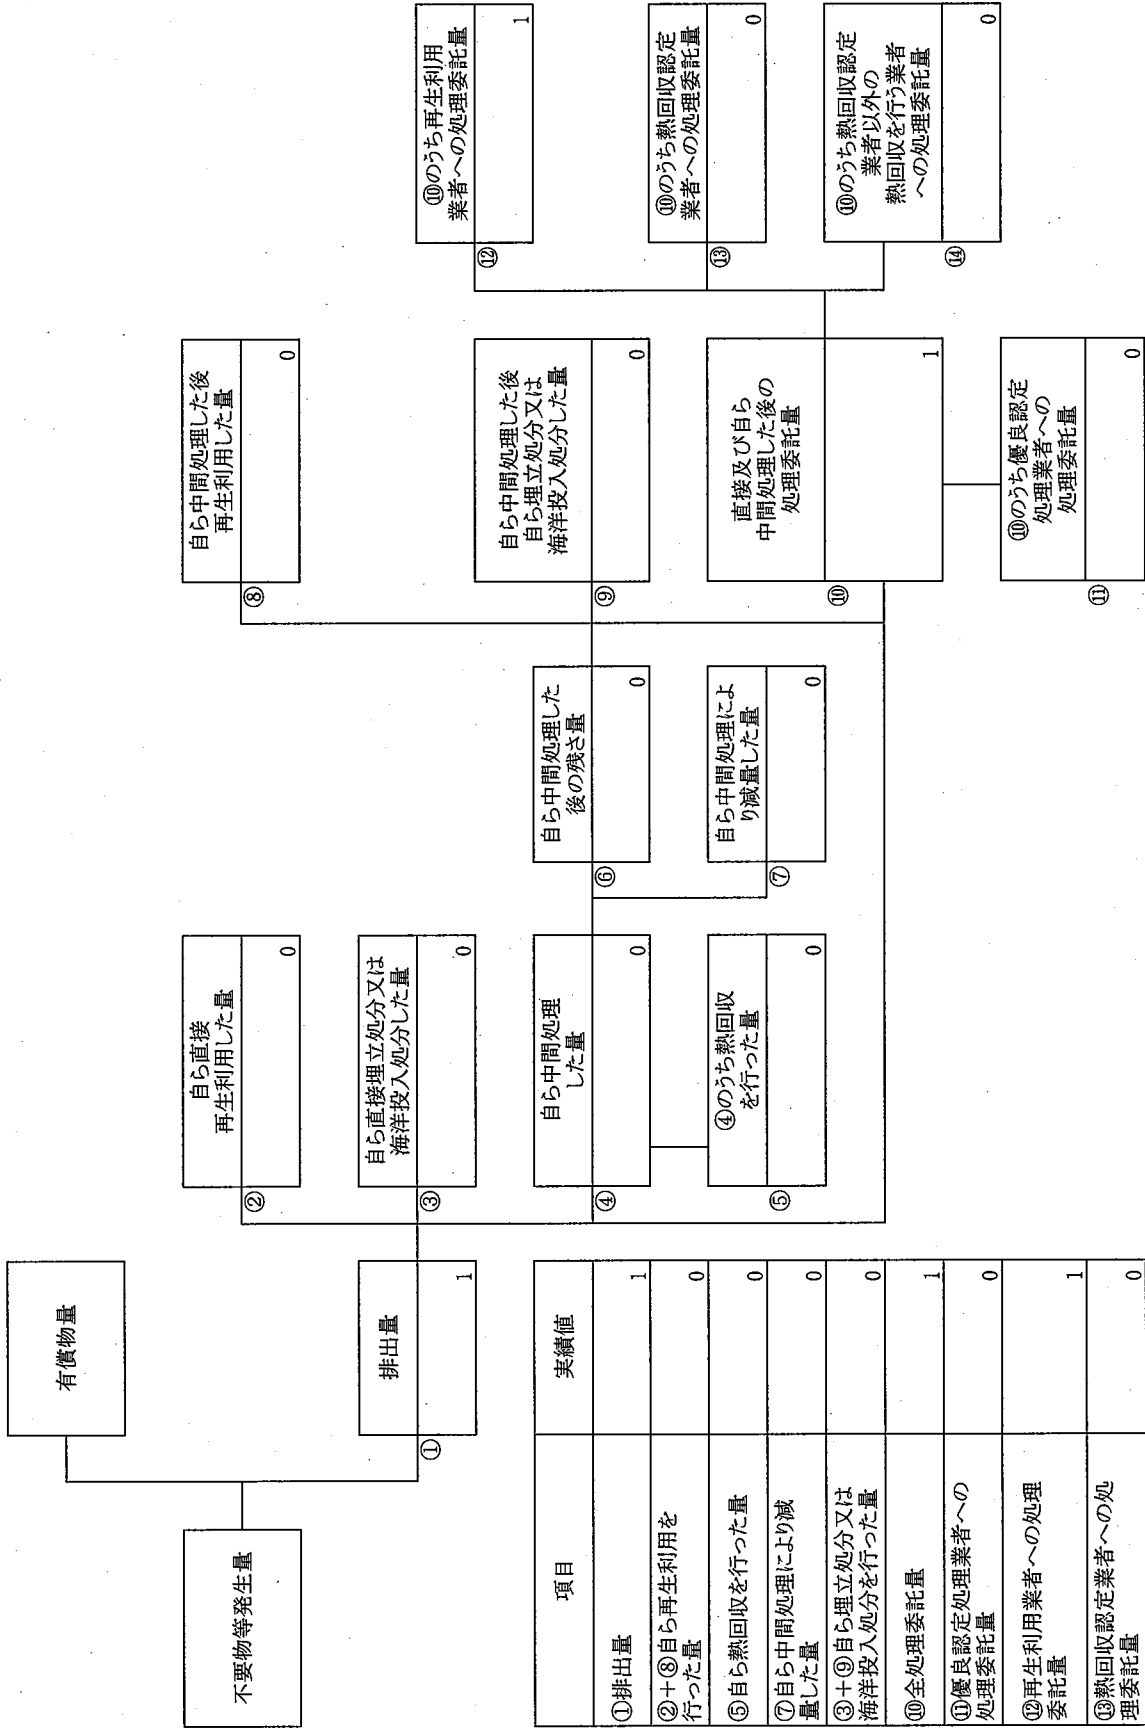 有償物量
不要物等発生量
排出量
①
1
自ら直接
再生利用した量
②
0
自ら直接埋立処分又は
海洋投入処分した量
③
0
自ら中間処理
した量
④
0
④のうち熱回収
を行った量
⑤
0
自ら中間処理した
後の残さ量
⑥
0
自ら中間処理によ
り減量した量
⑦
0
自ら中間処理した後
再生利用した量
⑧
0
自ら中間処理した後
自ら埋立処分又は
海洋投入処分した量
⑨
0
直接及び自ら
中間処理した後の
処理委託量
⑩
1
⑩のうち優良認定
処理業者への
処理委託量
⑪
0
⑩のうち再生利用
業者への処理委託量
⑫
1
⑩のうち熱回収認定
業者への処理委託量
⑬
0
⑩のうち熱回収認定
業者以外の
熱回収を行う業者
への処理委託量
⑭
0
項目 実績値
①排出量 1
②+⑧自ら再生利用を
行った量 0
⑤自ら熱回収を行った量 0
⑦自ら中間処理により減
量した量 0
③+⑨自ら埋立処分又は
海洋投入処分を行った量 0
⑩全処理委託量 1
⑪優良認定処理業者への
処理委託量 0
⑫再生利用業者への処理
委託量 1
⑬熱回収認定業者への処
理委託量 0